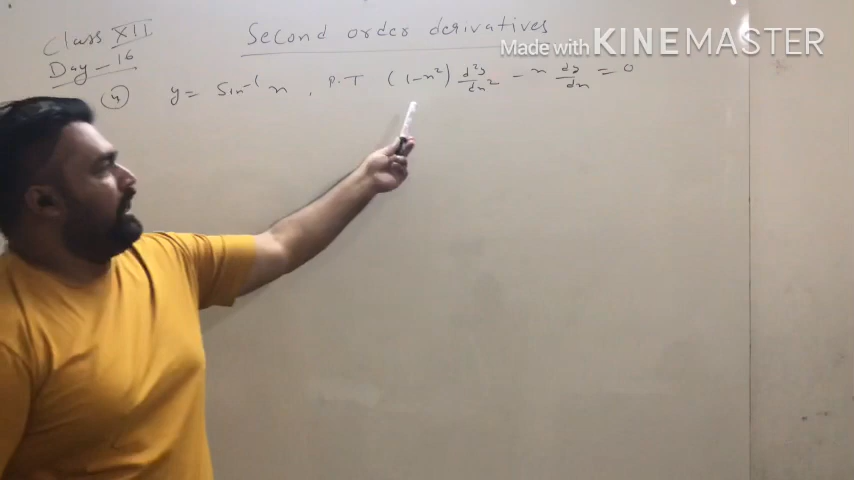 Class XII
Second order derivatives
Made with KINEMASTER
Day - 16
4 y = Sin⁻¹ x , P.T (1-x²) d²y/dx² - x dy/dx = 0